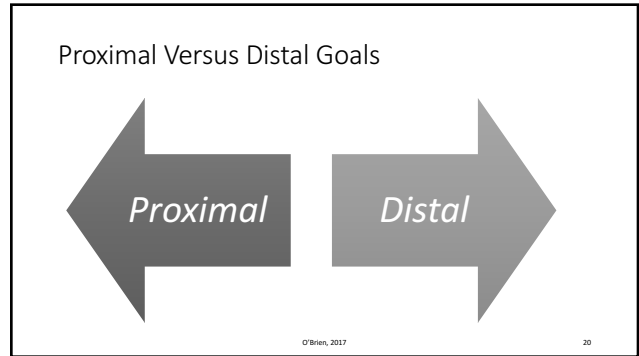 Proximal Versus Distal Goals
Proximal
Distal
O'Brien, 2017
20